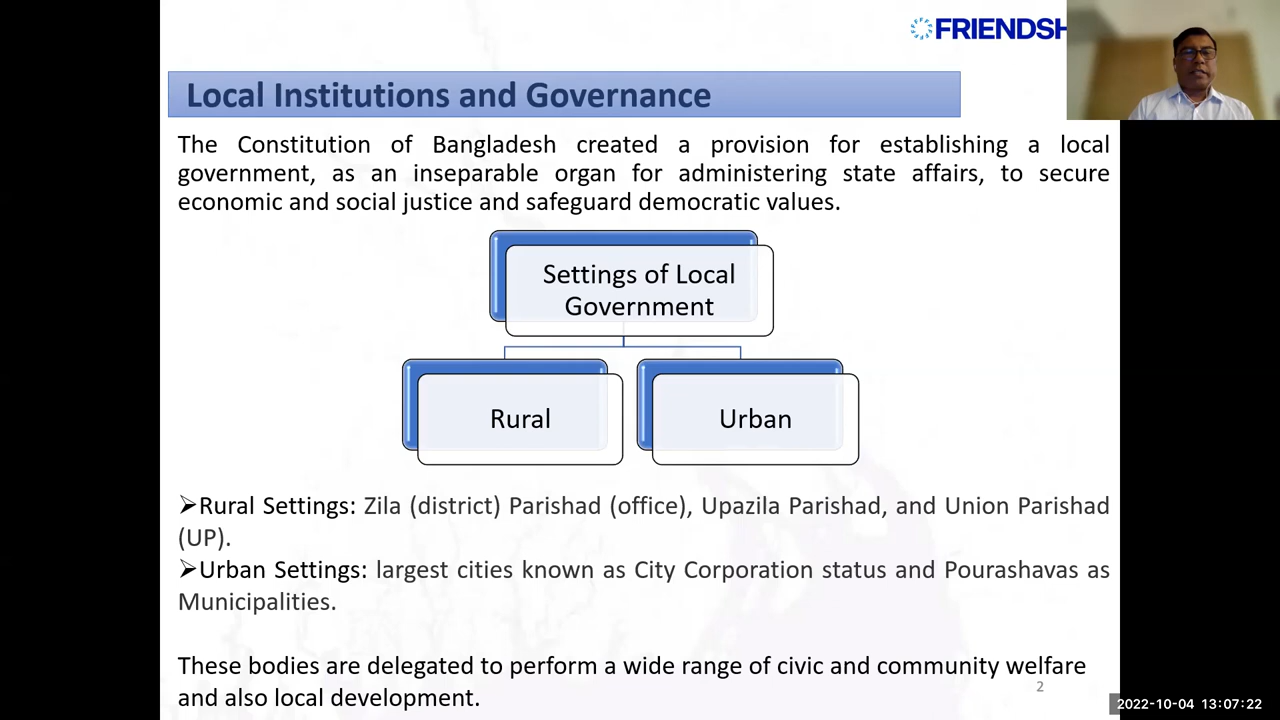 FRIENDSH
Local Institutions and Governance
The Constitution of Bangladesh created a provision for establishing a local
government, as an inseparable organ for administering state affairs, to secure
economic and social justice and safeguard democratic values.
Settings of Local
Government
Rural
Urban
➢Rural Settings: Zila (district) Parishad (office), Upazila Parishad, and Union Parishad
(UP).
➢Urban Settings: largest cities known as City Corporation status and Pourashavas as
Municipalities.
These bodies are delegated to perform a wide range of civic and community welfare
and also local development.
2
2022-10-04 13:07:22